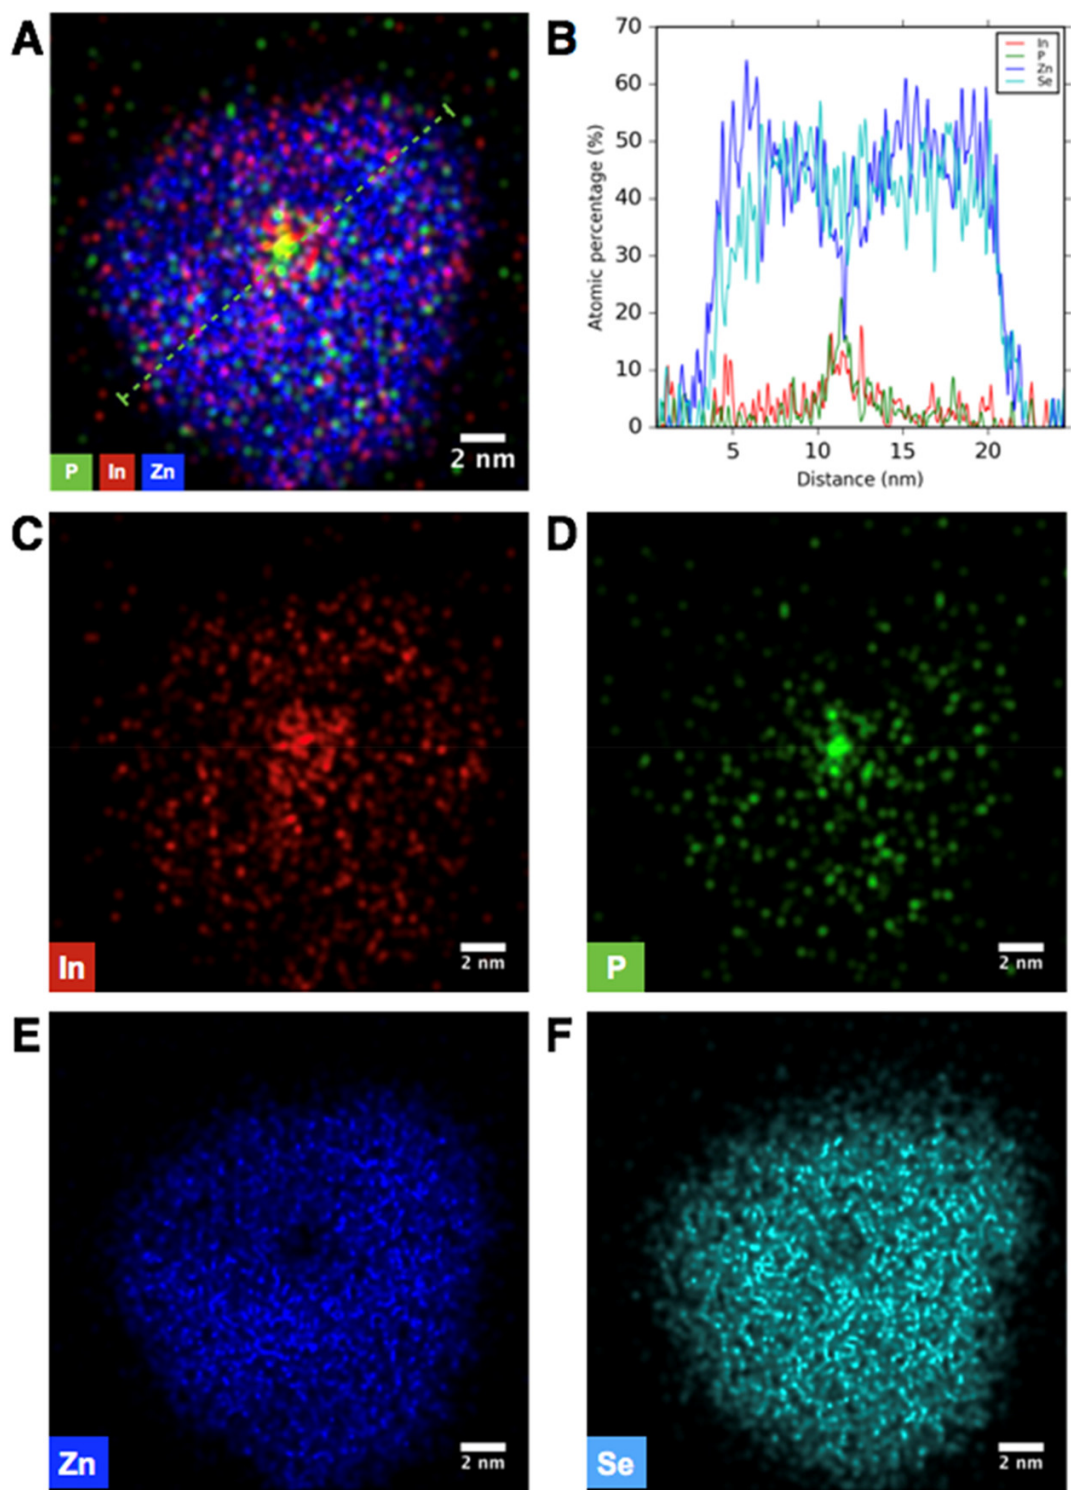 A
P In Zn
2 nm
B
70
60
50
40
30
20
10
0
Atomic percentage (%)
In
P
Zn
Se
5 10 15 20
Distance (nm)
C
In
2 nm
D
P
2 nm
E
Zn
2 nm
F
Se
2 nm